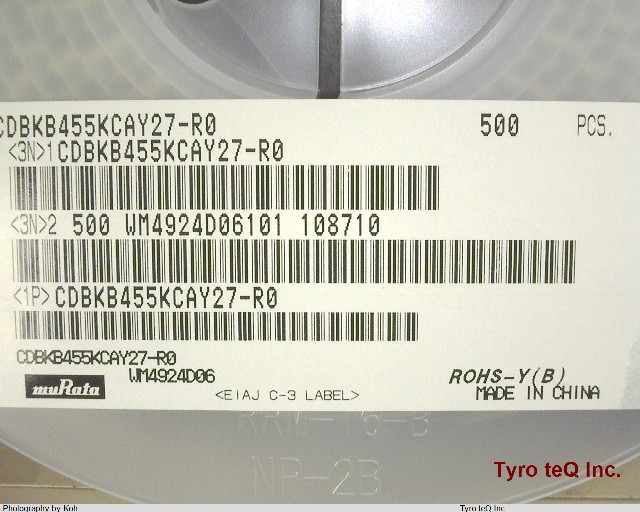 CDBKB455KCAY27-R0 500 PCS.
<3N>1CDBKB455KCAY27-R0
<3N>2 500 WM4924D06101 108710
<1P>CDBKB455KCAY27-R0
CDBKB455KCAY27-R0
muRata WM4924D06 ROHS-Y(B)
<EIAJ C-3 LABEL> MADE IN CHINA
NP-2B
Tyro teQ Inc.
Photography by Koh Tyro teQ Inc